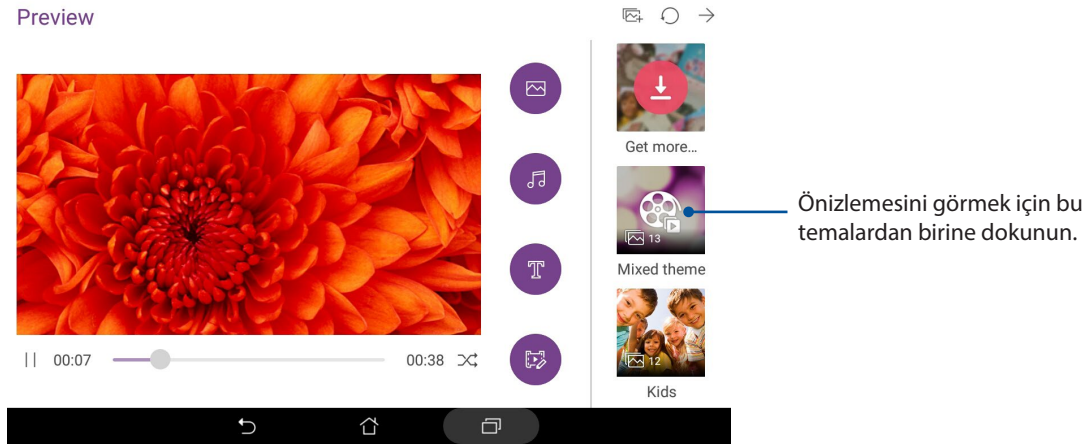 Preview
Get more...
13
Mixed theme
12
Kids
00:07
00:38
T
Önizlemesini görmek için bu
temalardan birine dokunun.